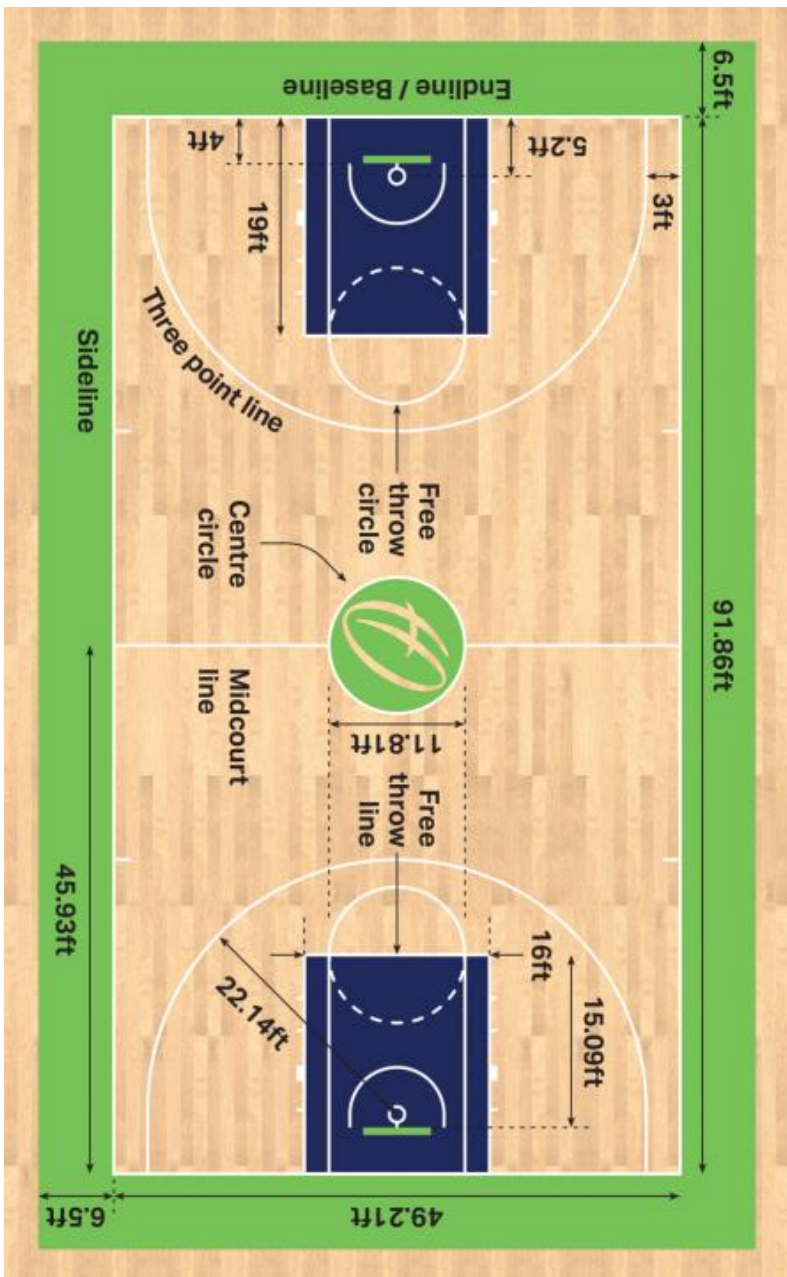 Endline / Baseline
6.5ft
4ft
5.2ft
3ft
19ft
Three point line
Sideline
Free
throw
circle
Centre
circle
91.86ft
Midcourt
line
11.81ft
Free
throw
line
45.93ft
16ft
15.09ft
22.14ft
6.5ft
49.21ft